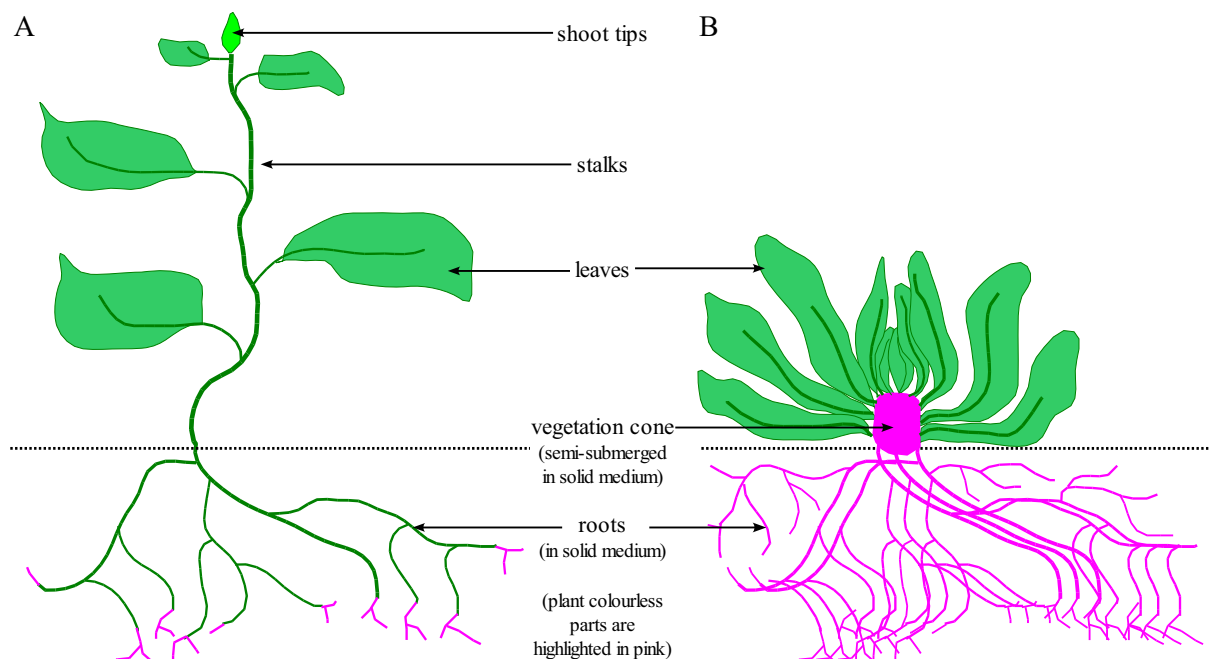 A
shoot tips
B
stalks
leaves
vegetation cone
(semi-submerged
in solid medium)
roots
(in solid medium)
(plant colourless
parts are
highlighted in pink)